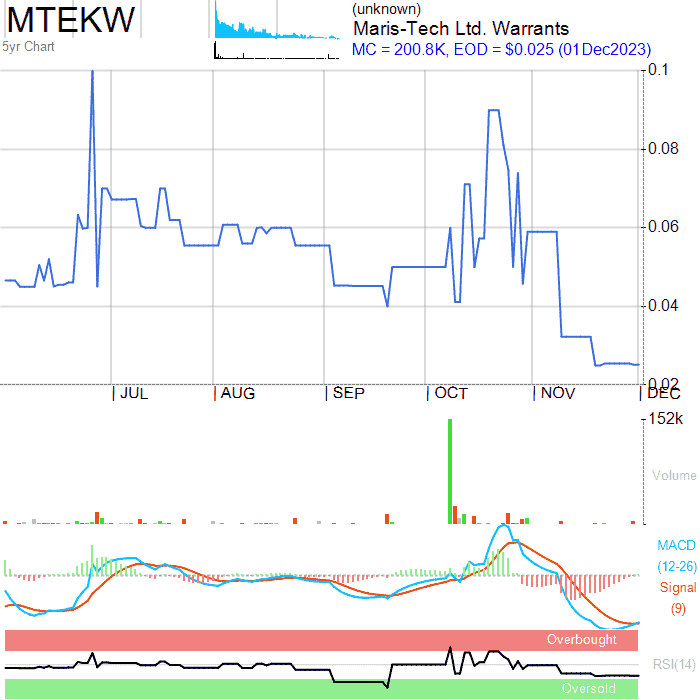 MTEKW
5yr Chart
(unknown)
Maris-Tech Ltd. Warrants
MC = 200.8K, EOD = $0.025 (01Dec2023)
0.1
0.08
0.06
0.04
0.02
JUL
AUG
SEP
OCT
NOV
DEC
152k
Volume
MACD
(12-26)
Signal
(9)
Overbought
RSI(14)
Oversold